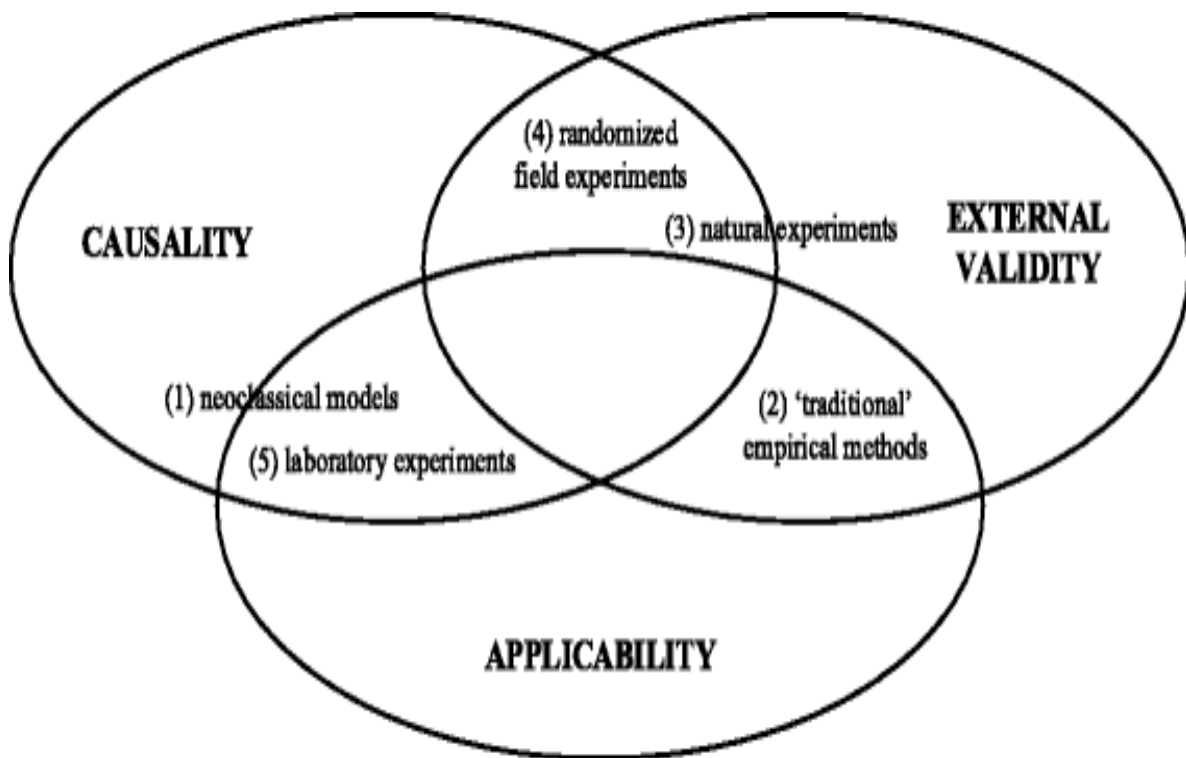 (4) randomized
field experiments
CAUSALITY
(3) natural experiments
EXTERNAL
VALIDITY
(1) neoclassical models
(2) ‘traditional’
empirical methods
(5) laboratory experiments
APPLICABILITY